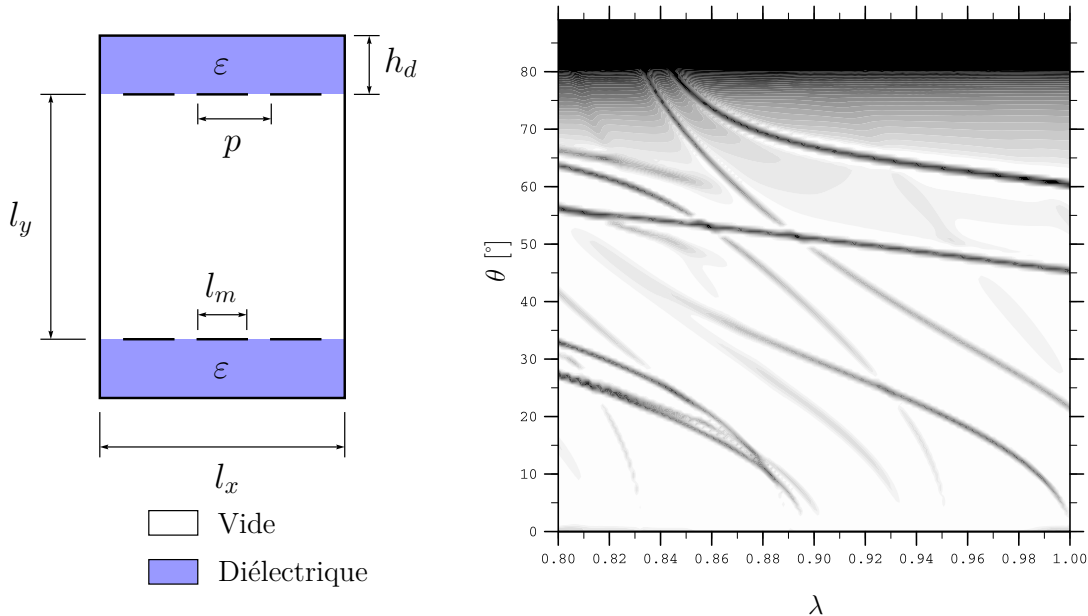 ε
h_d
p
l_y
l_m
ε
l_x
Vide
Diélectrique
θ [°]
80
70
60
50
40
30
20
10
0
0.80 0.82 0.84 0.86 0.88 0.90 0.92 0.94 0.96 0.98 1.00
λ